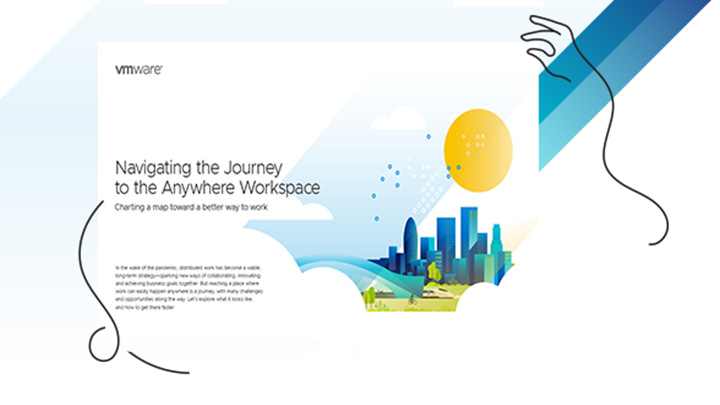 vmware®
Navigating the Journey
to the Anywhere Workspace
Charting a map toward a better way to work
In the wake of the pandemic, distributed work has become a viable,
long-term strategy—spanning new ways of collaborating, innovating,
and achieving business goals together. But reaching a place where
work can easily happen anywhere is a journey, with many challenges
and opportunities along the way. Let's explore what it looks like,
and how to get there faster.